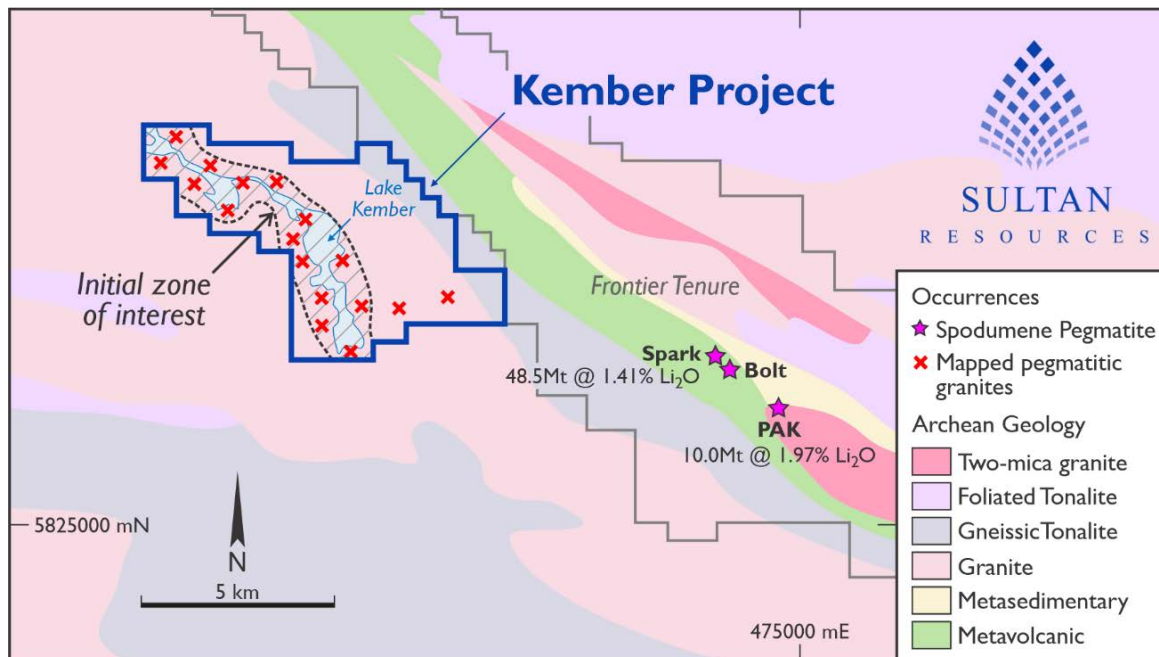 Kember Project
SULTAN
RESOURCES
Lake
Kember
Initial zone
of interest
Frontier Tenure
Spark
Bolt
48.5Mt @ 1.41% Li₂O
PAK
10.0Mt @ 1.97% Li₂O
5825000 mN
N
5 km
475000 mE
Occurrences
Spodumene Pegmatite
Mapped pegmatitic
granites
Archean Geology
Two-mica granite
Foliated Tonalite
Gneissic Tonalite
Granite
Metasedimentary
Metavolcanic